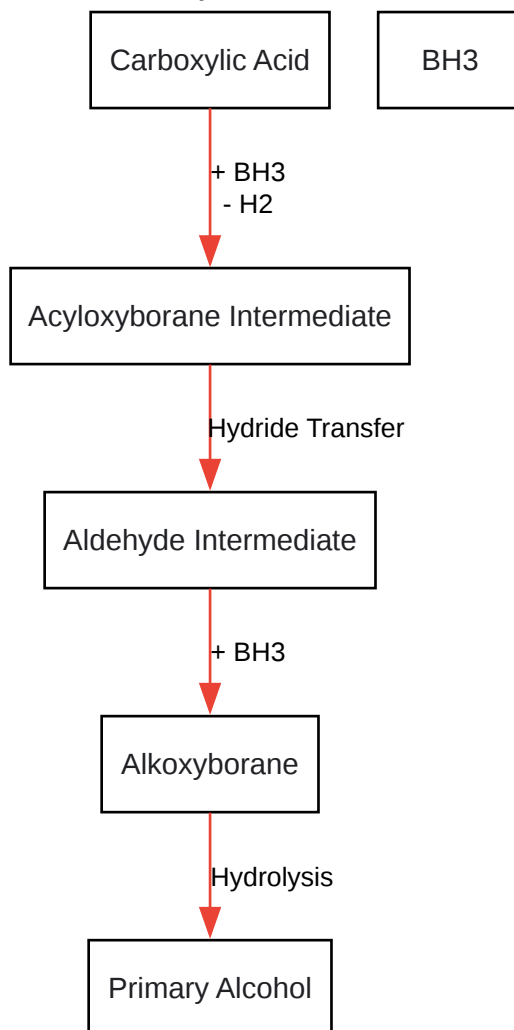 Carboxylic Acid
BH3
+ BH3
- H2
Acyloxyborane Intermediate
Hydride Transfer
Aldehyde Intermediate
+ BH3
Alkoxyborane
Hydrolysis
Primary Alcohol